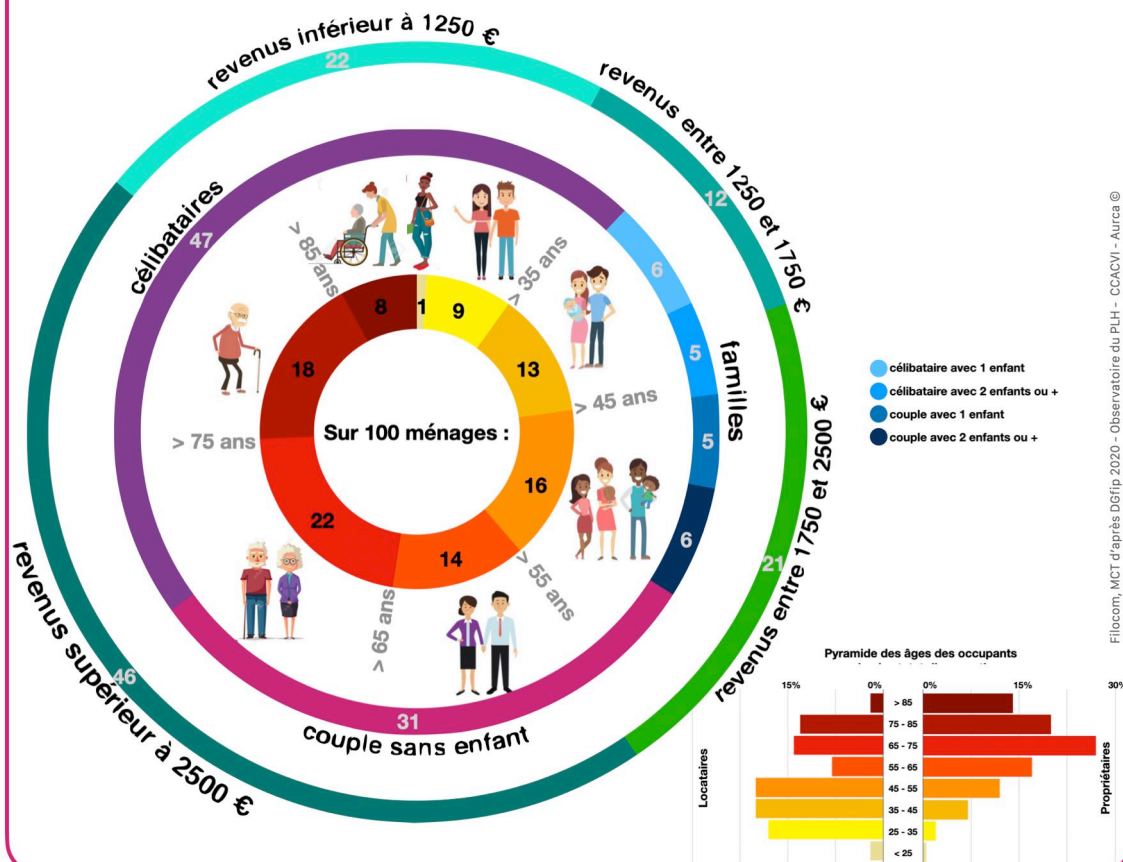 revenus inférieur à 1250 €
22
revenus entre 1250 et 1750 €
12
revenus entre 1750 et 2500 €
21
revenus supérieur à 2500 €
46
célibataires
47
familles
6
5
5
6
couple sans enfant
31
> 85 ans
> 35 ans
> 45 ans
> 55 ans
> 65 ans
> 75 ans
1
9
13
16
14
22
18
8
Sur 100 ménages :
célibataire avec 1 enfant
célibataire avec 2 enfants ou +
couple avec 1 enfant
couple avec 2 enfants ou +
Filocom, MCT d'après DGfip 2020 - Observatoire du PLH - CCACVI - Aurca ©
Pyramide des âges des occupants
15% 0% 0% 15% 30%
Locataires
Propriétaires
> 85
75 - 85
65 - 75
55 - 65
45 - 55
35 - 45
25 - 35
< 25